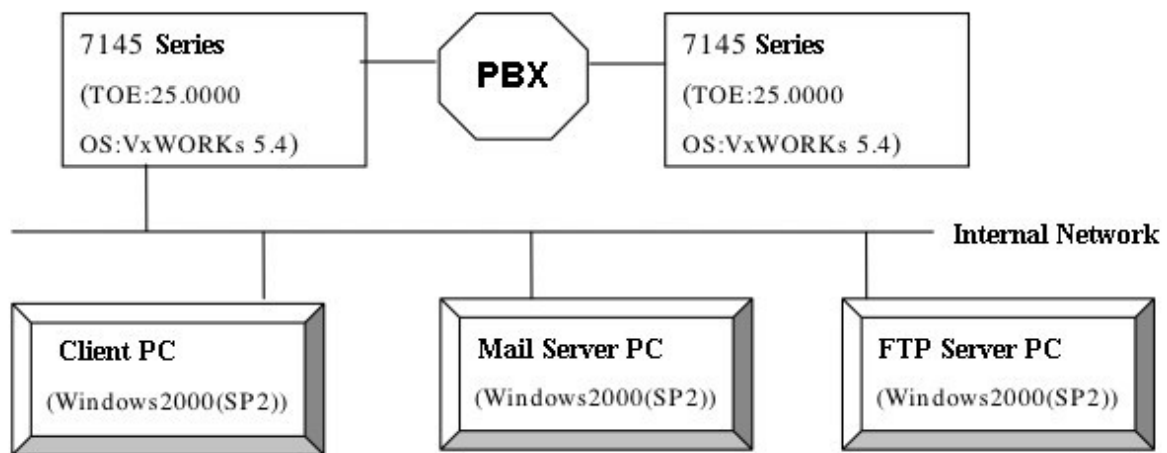 7145 Series
(TOE:25.0000
OS:VxWORKs 5.4)
PBX
7145 Series
(TOE:25.0000
OS:VxWORKs 5.4)
Internal Network
Client PC
(Windows2000(SP2))
Mail Server PC
(Windows2000(SP2))
FTP Server PC
(Windows2000(SP2))